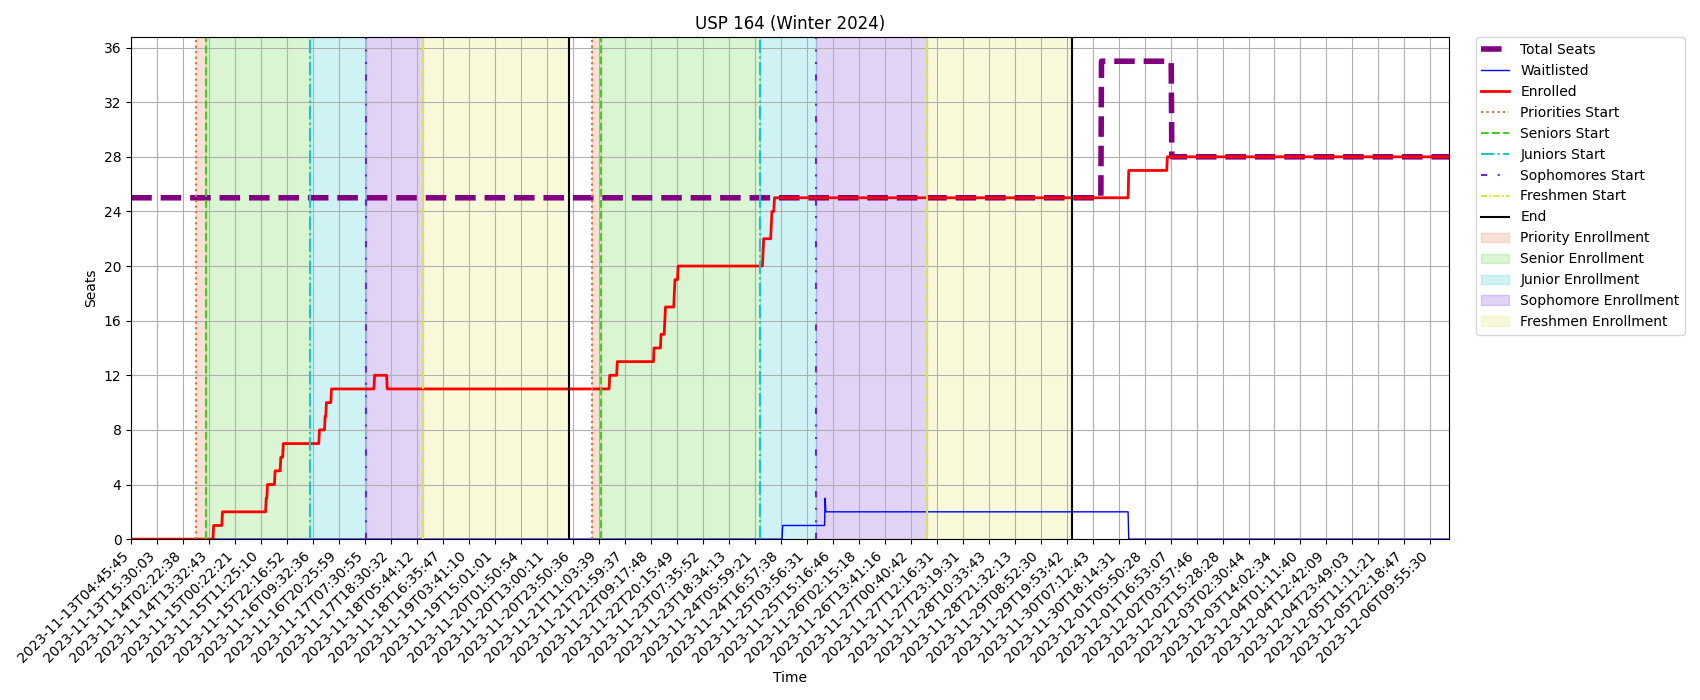 USP 164 (Winter 2024)
Seats
36
32
28
24
20
16
12
8
4
0
2023-11-13T04:45:45
2023-11-13T15:30:03
2023-11-14T02:22:38
2023-11-14T13:32:43
2023-11-15T00:22:21
2023-11-15T11:25:10
2023-11-15T22:16:52
2023-11-16T09:32:36
2023-11-16T20:25:59
2023-11-17T07:30:55
2023-11-17T18:30:32
2023-11-18T05:44:12
2023-11-18T16:35:47
2023-11-19T03:41:10
2023-11-19T15:01:01
2023-11-20T01:50:54
2023-11-20T13:00:11
2023-11-20T23:50:36
2023-11-21T11:03:39
2023-11-21T21:59:37
2023-11-22T09:17:48
2023-11-22T20:15:49
2023-11-23T07:35:52
2023-11-23T18:34:13
2023-11-24T05:59:21
2023-11-24T16:57:38
2023-11-25T03:56:31
2023-11-25T15:16:46
2023-11-26T02:15:18
2023-11-26T13:41:16
2023-11-27T00:40:42
2023-11-27T12:16:31
2023-11-27T23:19:31
2023-11-28T10:33:43
2023-11-28T21:32:13
2023-11-29T08:52:30
2023-11-29T19:53:42
2023-11-30T07:12:43
2023-11-30T18:14:31
2023-12-01T05:50:28
2023-12-01T16:53:07
2023-12-02T03:57:46
2023-12-02T15:28:28
2023-12-03T02:30:44
2023-12-03T14:02:34
2023-12-04T01:11:40
2023-12-04T12:42:09
2023-12-04T23:49:03
2023-12-05T11:11:21
2023-12-05T22:18:47
2023-12-06T09:55:30
Time
Total Seats
Waitlisted
Enrolled
Priorities Start
Seniors Start
Juniors Start
Sophomores Start
Freshmen Start
End
Priority Enrollment
Senior Enrollment
Junior Enrollment
Sophomore Enrollment
Freshmen Enrollment